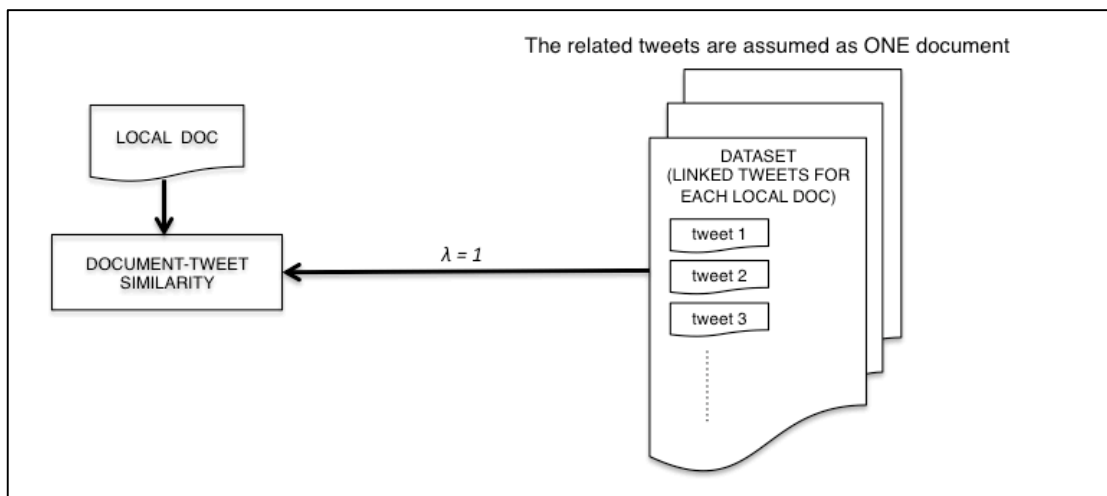 The related tweets are assumed as ONE document
LOCAL DOC
DATASET
(LINKED TWEETS FOR
EACH LOCAL DOC)
tweet 1
DOCUMENT-TWEET
SIMILARITY
λ = 1
tweet 2
tweet 3